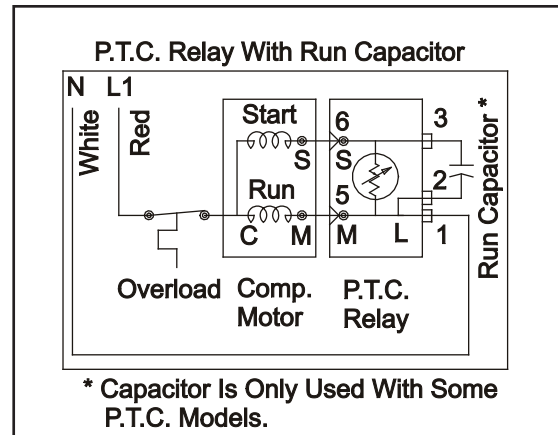 P.T.C. Relay With Run Capacitor
N L1
White
Red
Start
S
6
S
3
Run
C
M
5
M
L
2
1
Run Capacitor *
Overload
Comp.
Motor
P.T.C.
Relay
* Capacitor Is Only Used With Some
P.T.C. Models.